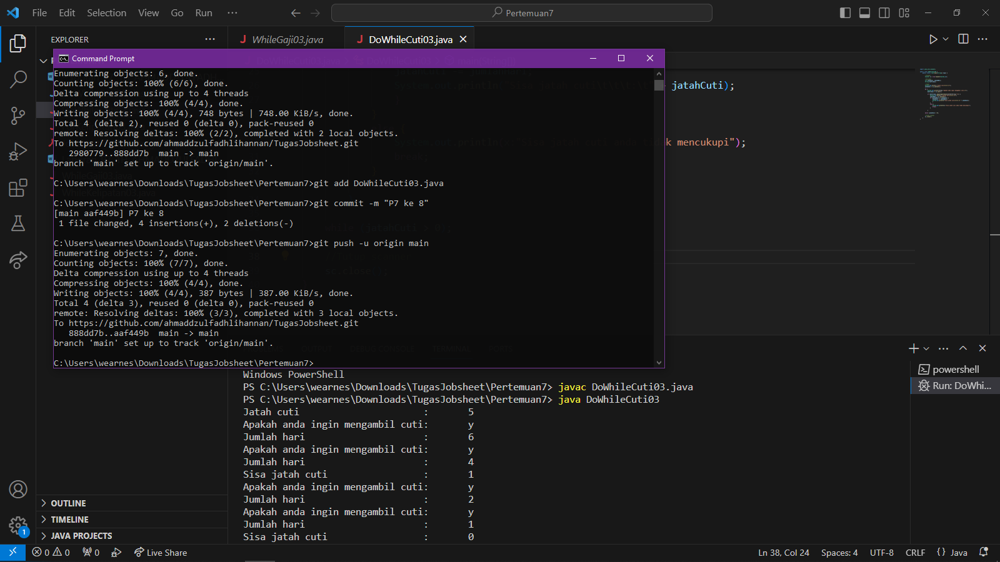 File Edit Selection View Go Run ···
Pertemuan7
EXPLORER
WhileGaji03.java
DoWhileCuti03.java
Command Prompt
jatahCuti);
k mencukupi");
Enumerating objects: 6, done.
Counting objects: 100% (6/6), done.
Delta compression using up to 4 threads
Compressing objects: 100% (4/4), done.
Writing objects: 100% (4/4), 748 bytes | 748.00 KiB/s, done.
Total 4 (delta 2), reused 0 (delta 0), pack-reused 0
remote: Resolving deltas: 100% (2/2), completed with 2 local objects.
To https://github.com/ahmaddzulfadhlihannan/TugasJobsheet.git
2980779..888dd7b  main -> main
branch 'main' set up to track 'origin/main'.
C:\Users\wearnes\Downloads\TugasJobsheet\Pertemuan7>git add DoWhileCuti03.java
C:\Users\wearnes\Downloads\TugasJobsheet\Pertemuan7>git commit -m "P7 ke 8"
[main aaf449b] P7 ke 8
1 file changed, 4 insertions(+), 2 deletions(-)
C:\Users\wearnes\Downloads\TugasJobsheet\Pertemuan7>git push -u origin main
Enumerating objects: 7, done.
Counting objects: 100% (7/7), done.
Delta compression using up to 4 threads
Compressing objects: 100% (4/4), done.
Writing objects: 100% (4/4), 387 bytes | 387.00 KiB/s, done.
Total 4 (delta 3), reused 0 (delta 0), pack-reused 0
remote: Resolving deltas: 100% (3/3), completed with 3 local objects.
To https://github.com/ahmaddzulfadhlihannan/TugasJobsheet.git
888dd7b..aaf449b  main -> main
branch 'main' set up to track 'origin/main'.
C:\Users\wearnes\Downloads\TugasJobsheet\Pertemuan7>
powershell
Run: DoWhi...
Windows PowerShell
PS C:\Users\wearnes\Downloads\TugasJobsheet\Pertemuan7> javac DoWhileCuti03.java
PS C:\Users\wearnes\Downloads\TugasJobsheet\Pertemuan7> java DoWhileCuti03
Jatah cuti : 5
Apakah anda ingin mengambil cuti: y
Jumlah hari : 6
Apakah anda ingin mengambil cuti: y
Jumlah hari : 4
Sisa jatah cuti : 1
Apakah anda ingin mengambil cuti: y
Jumlah hari : 2
Apakah anda ingin mengambil cuti: y
Jumlah hari : 1
Sisa jatah cuti : 0
OUTLINE
TIMELINE
JAVA PROJECTS
1
0 0 0 Live Share
Ln 38, Col 24 Spaces: 4 UTF-8 CRLF {} Java